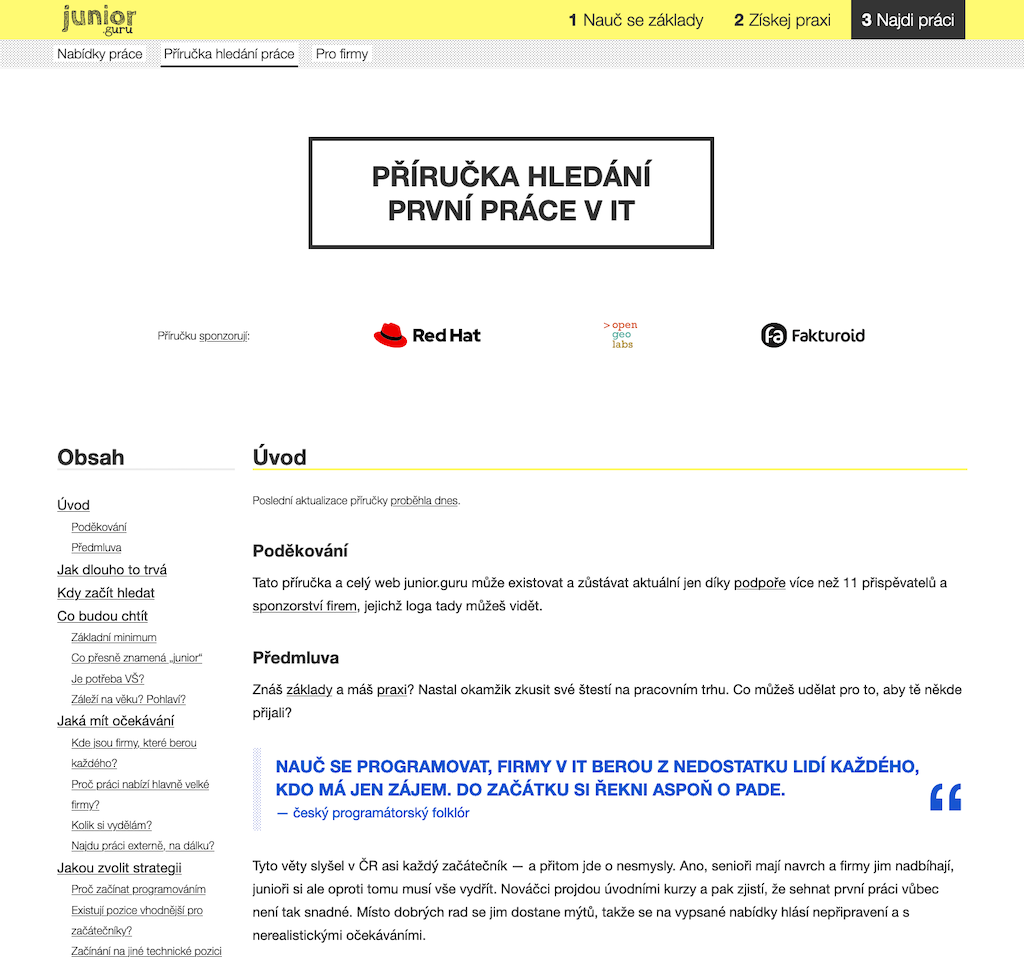 junior
.guru
1 Nauč se základy
2 Získej praxi
3 Najdi práci
Nabídky práce
Příručka hledání práce
Pro firmy
PŘÍRUČKA HLEDÁNÍ
PRVNÍ PRÁCE V IT
Příručku sponzorují:
Red Hat
>open
geo
labs
fa Fakturoid
Obsah
Úvod
Poděkování
Předmluva
Jak dlouho to trvá
Kdy začít hledat
Co budou chtít
Základní minimum
Co přesně znamená „junior“
Je potřeba VŠ?
Záleží na věku? Pohlaví?
Jaká mít očekávání
Kde jsou firmy, které berou
každého?
Proč práci nabízí hlavně velké
firmy?
Kolik si vydělám?
Najdu práci externě, na dálku?
Jakou zvolit strategii
Proč začínat programováním
Existují pozice vhodnější pro
začátečníky?
Začínání na jiné technické pozici
Úvod
Poslední aktualizace příručky proběhla dnes.
Poděkování
Tato příručka a celý web junior.guru může existovat a zůstávat aktuální jen díky podpoře více než 11 přispěvatelů a
sponzorství firem, jejichž loga tady můžeš vidět.
Předmluva
Znáš základy a máš praxi? Nastal okamžik zkusit své štestí na pracovním trhu. Co můžeš udělat pro to, aby tě někde
přijali?
NAUČ SE PROGRAMOVAT, FIRMY V IT BEROU Z NEDOSTATKU LIDÍ KAŽDÉHO,
KDO MÁ JEN ZÁJEM. DO ZAČÁTKU SI ŘEKNI ASPOŇ O PADE.
— český programátorský folklór
“
Tyto věty slyšel v ČR asi každý začátečník — a přitom jde o nesmysly. Ano, senioři mají navrch a firmy jim nadbíhají,
junioři si ale oproti tomu musí vše vydřít. Nováčci projdou úvodními kurzy a pak zjistí, že sehnat první práci vůbec
není tak snadné. Místo dobrých rad se jim dostane mýtů, takže se na vypsané nabídky hlásí nepřipravení a s
nerealistickými očekáváními.